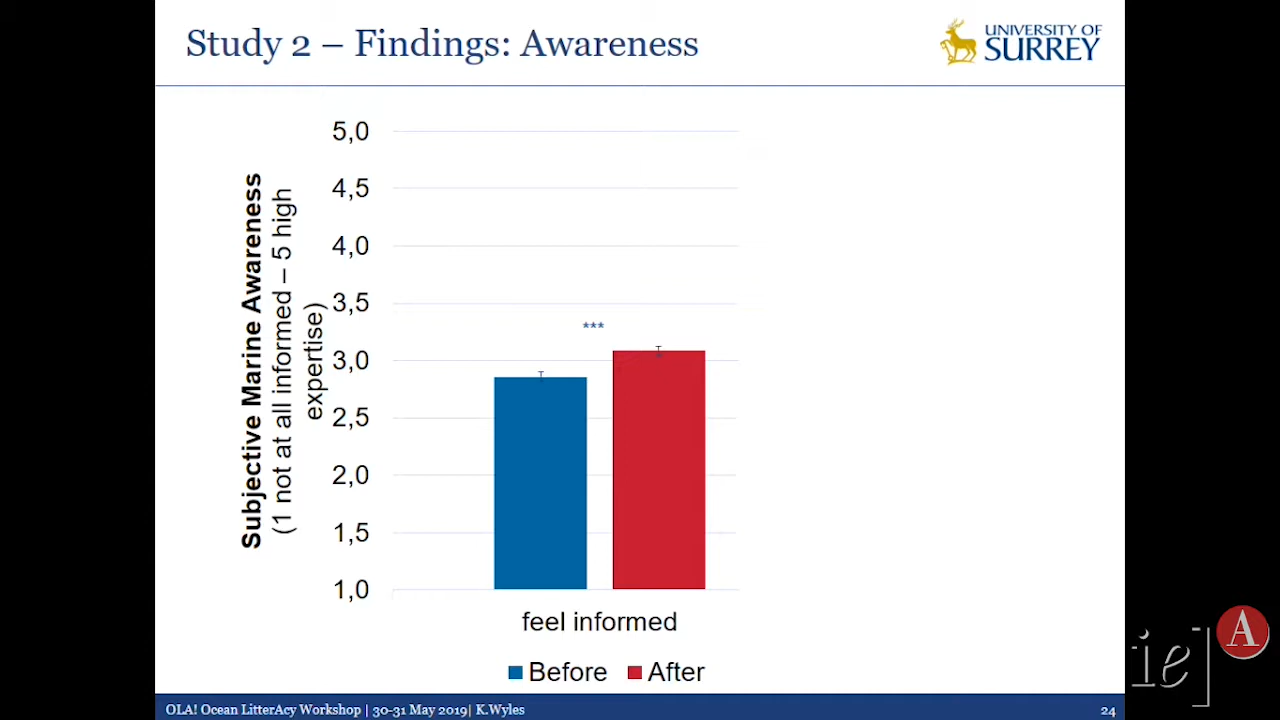 Study 2 – Findings: Awareness
UNIVERSITY OF
SURREY
Subjective Marine Awareness
(1 not at all informed – 5 high
expertise)
5,0
4,5
4,0
3,5
3,0
2,5
2,0
1,5
1,0
***
feel informed
Before
After
OLA! Ocean LitterAcy Workshop | 30-31 May 2019| K.Wyles
24
ie]
A